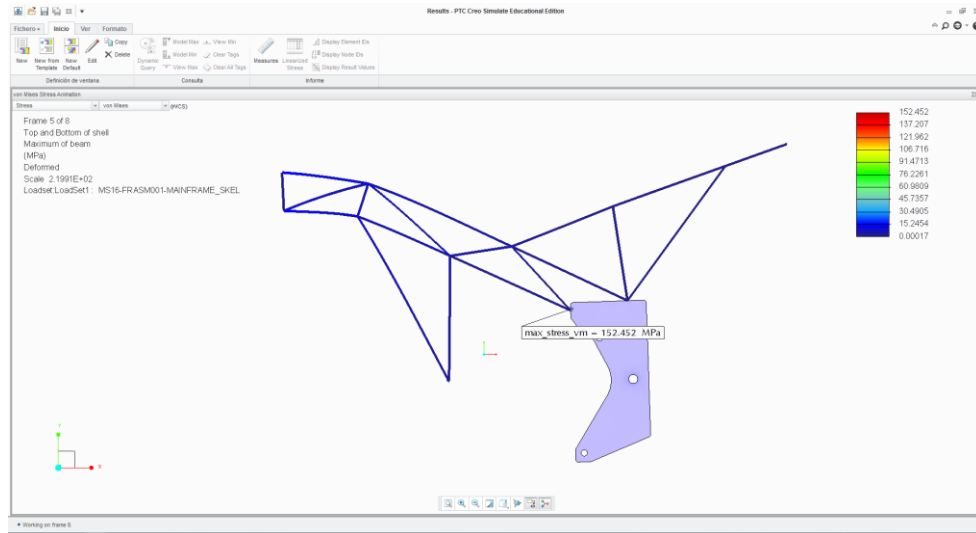 Results - PTC Creo Simulate Educational Edition
Fichero Inicio Ver Formato
New
New from Template
New Default
Edit
Copy
Delete
Definición de ventana
Dynamic Query
Model Max
Model Min
View Max
View Min
Clear Tags
Clear All Tags
Consulta
Measures
Linearized Stress
Display Element IDs
Display Node IDs
Display Result Values
Informe
von Mises Stress Animation
Stress von Mises (WCS)
Frame 5 of 8
Top and Bottom of shell
Maximum of beam
(MPa)
Deformed
Scale 2.1991E+02
Loadset:LoadSet1 : MS16-FRASM001-MAINFRAME_SKEL
152.452
137.207
121.962
106.716
91.4713
76.2261
60.9809
45.7357
30.4905
15.2454
0.00017
max_stress_vm = 152.452 MPa
Y
X
Working on frame 8.